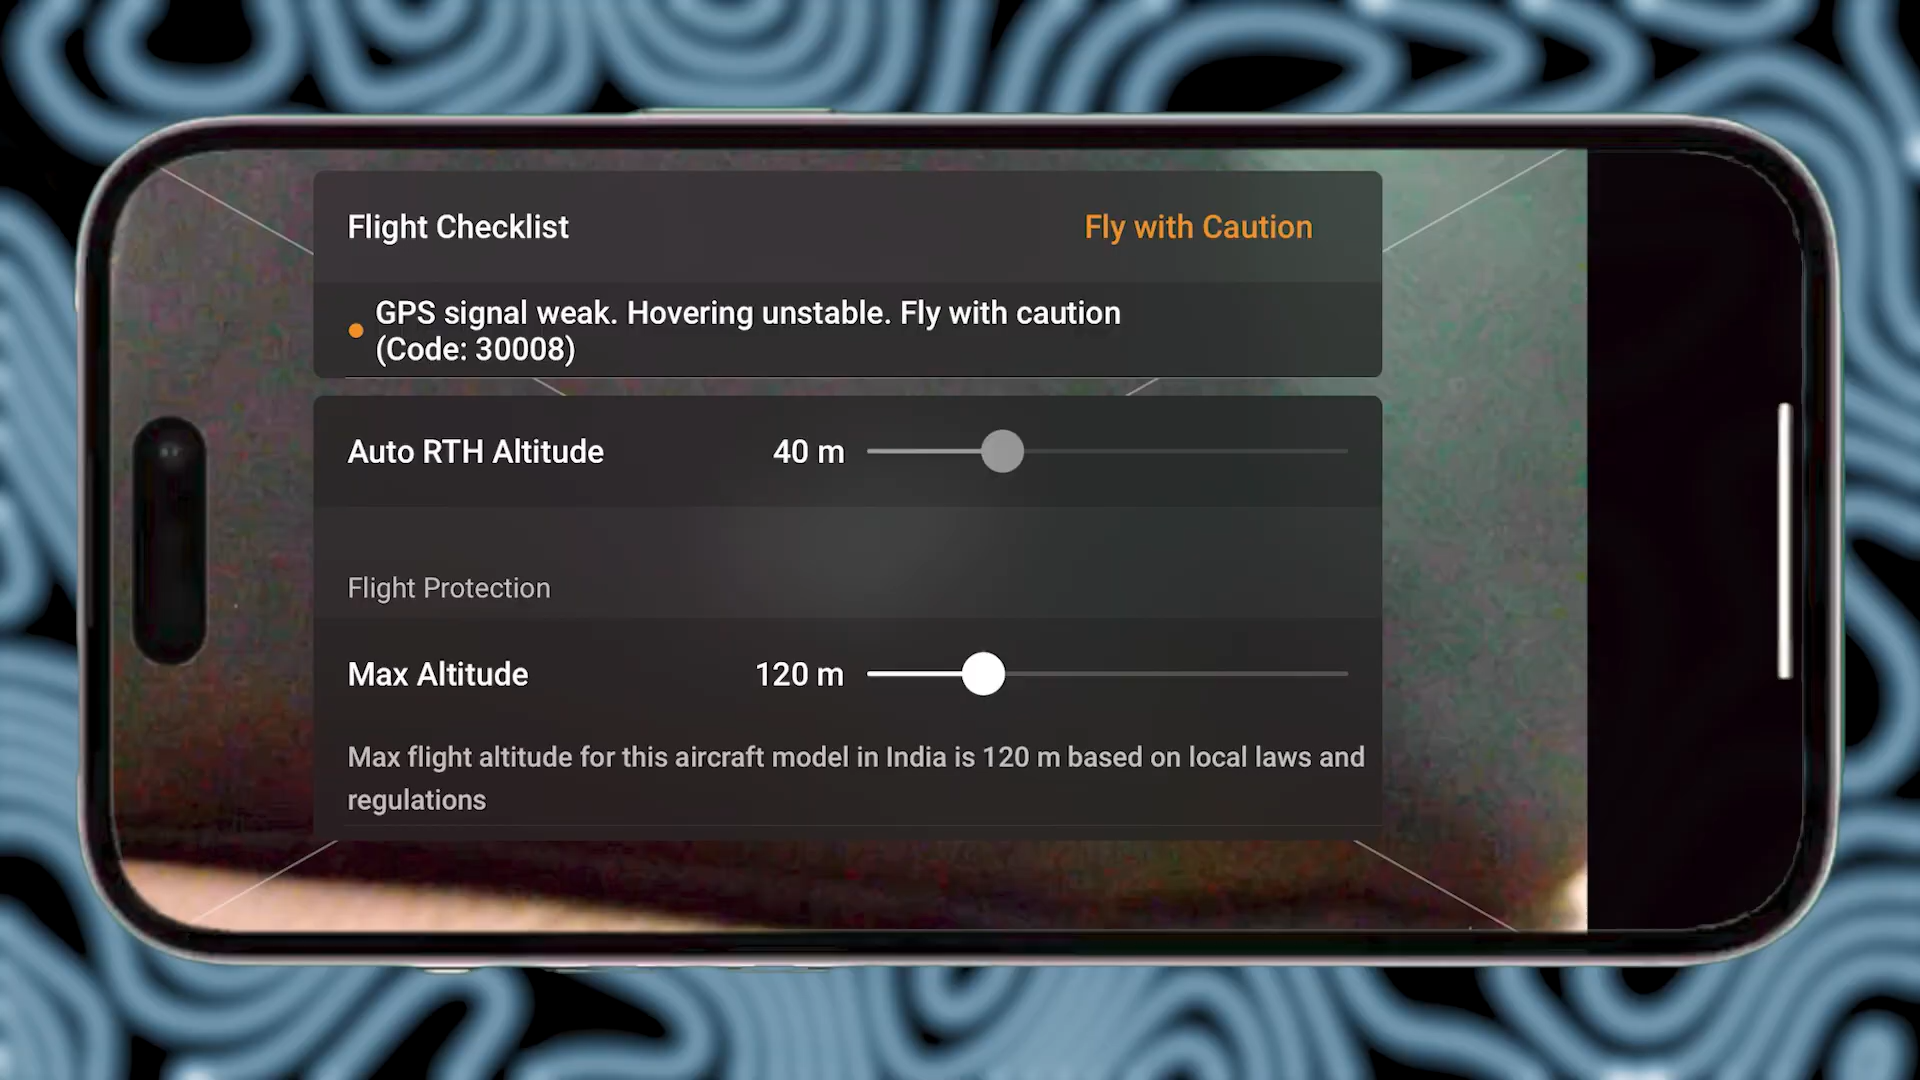 Flight Checklist Fly with Caution
GPS signal weak. Hovering unstable. Fly with caution
(Code: 30008)
Auto RTH Altitude 40 m
Flight Protection
Max Altitude 120 m
Max flight altitude for this aircraft model in India is 120 m based on local laws and
regulations